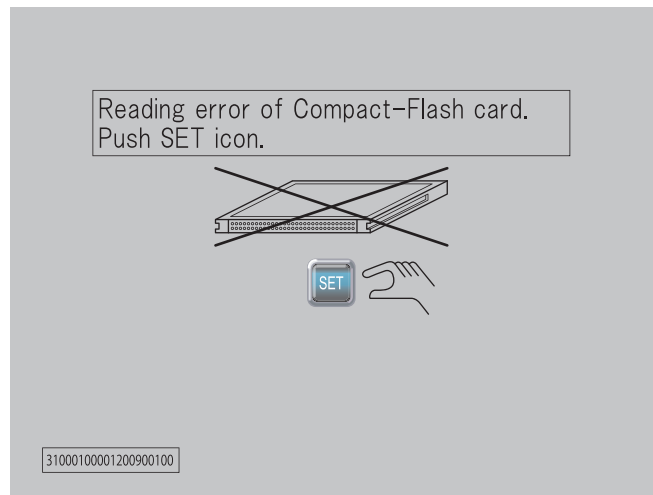 Reading error of Compact-Flash card.
Push SET icon.
SET
31000100001200900100